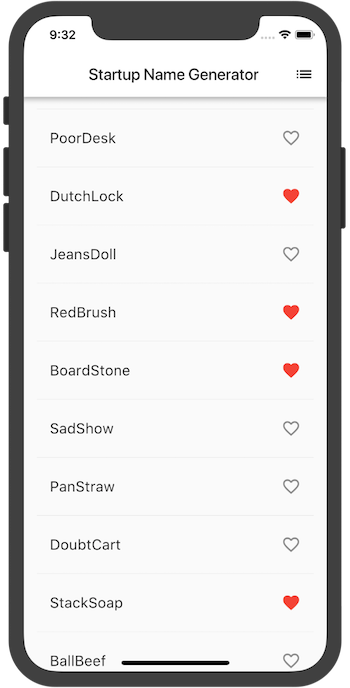 9:32
Startup Name Generator
PoorDesk
DutchLock
JeansDoll
RedBrush
BoardStone
SadShow
PanStraw
DoubtCart
StackSoap
BallBeef